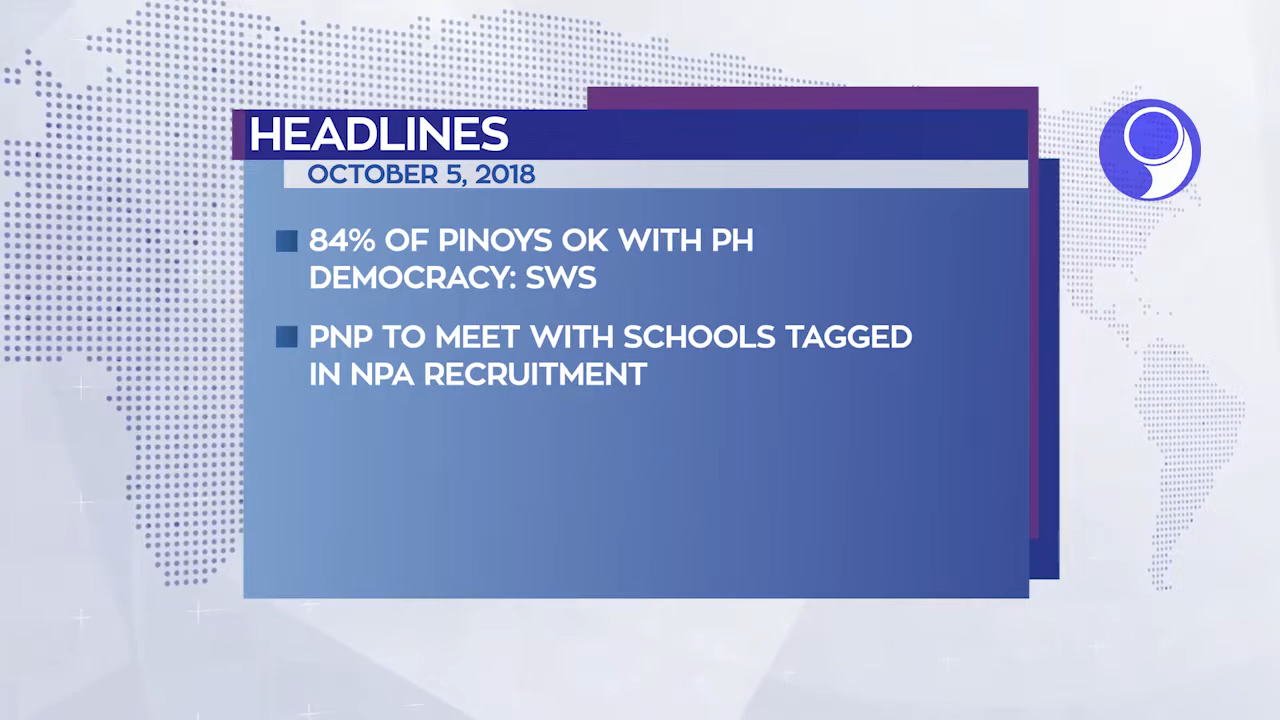 HEADLINES
OCTOBER 5, 2018
84% OF PINOYS OK WITH PH
DEMOCRACY: SWS
PNP TO MEET WITH SCHOOLS TAGGED
IN NPA RECRUITMENT